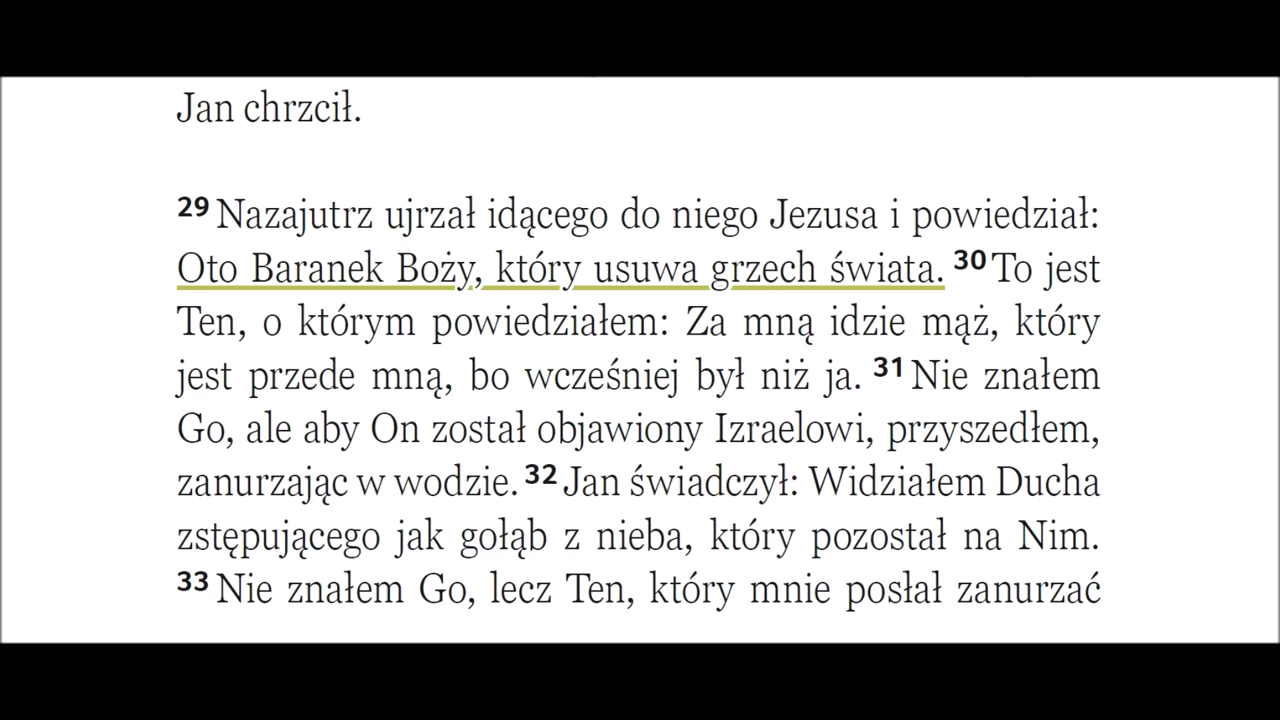 Jan chrzcił.
29 Nazajutrz ujrzał idącego do niego Jezusa i powiedział:
Oto Baranek Boży, który usuwa grzech świata. 30 To jest
Ten, o którym powiedziałem: Za mną idzie mąż, który
jest przede mną, bo wcześniej był niż ja. 31 Nie znałem
Go, ale aby On został objawiony Izraelowi, przyszedłem,
zanurzając w wodzie. 32 Jan świadczył: Widziałem Ducha
zstępującego jak gołąb z nieba, który pozostał na Nim.
33 Nie znałem Go, lecz Ten, który mnie posłał zanurzać